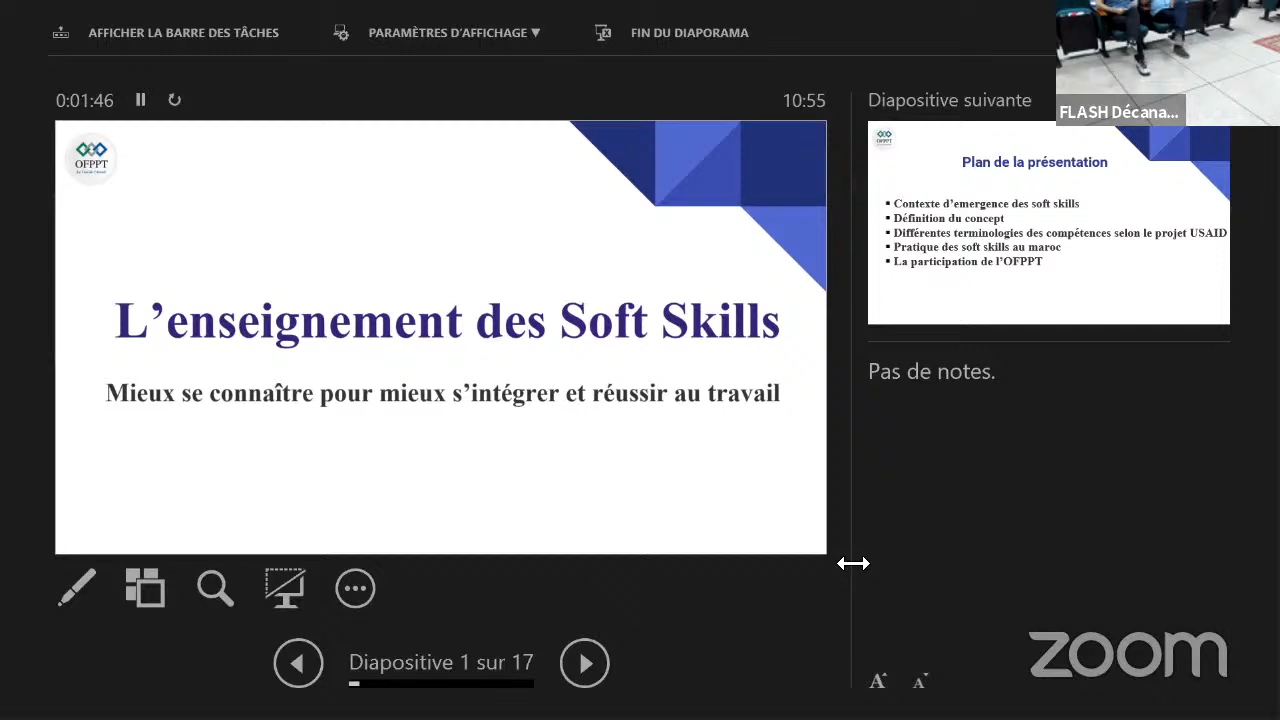 AFFICHER LA BARRE DES TÂCHES
PARAMÈTRES D'AFFICHAGE ▼
FIN DU DIAPORAMA
FLASH Décana...
0:01:46
10:55
Diapositive suivante
OFPPT
L'enseignement des Soft Skills
Mieux se connaître pour mieux s'intégrer et réussir au travail
OFPPT
Plan de la présentation
▪ Contexte d'emergence des soft skills
▪ Définition du concept
▪ Différentes terminologies des compétences selon le projet USAID
▪ Pratique des soft skills au maroc
▪ La participation de l'OFPPT
Pas de notes.
Diapositive 1 sur 17
A A
zoom